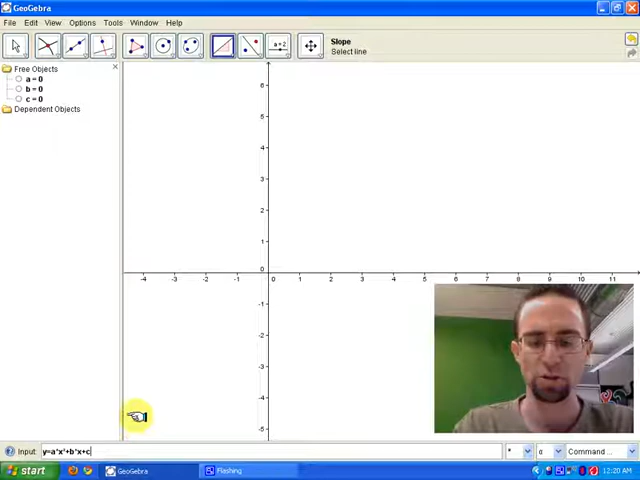 GeoGebra
File Edit View Options Tools Window Help
a = 2
Slope
Select line
Free Objects
a = 0
b = 0
c = 0
Dependent Objects
6
5
4
3
2
1
0
-4 -3 -2 -1 0 1 2 3 4 5 6 7 8 9 10 11
-1
-2
-3
-4
-5
Input: y=a*x²+b*x+c
α Command ...
start GeoGebra Flashing 12:20 AM